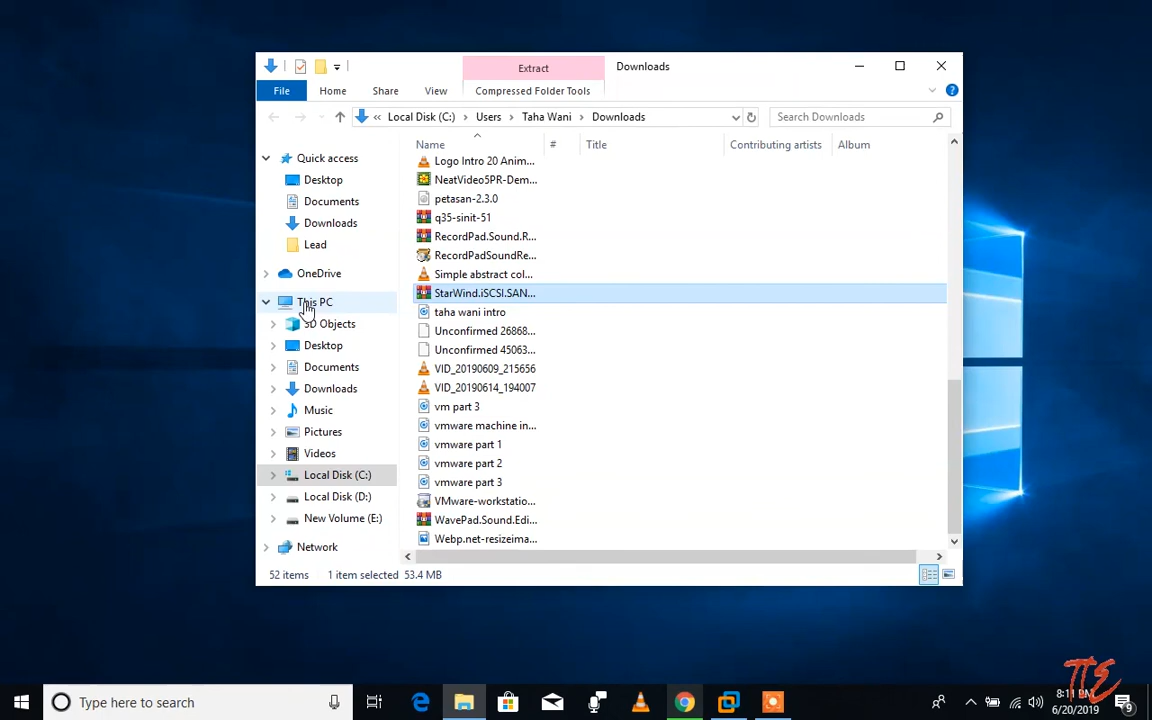 Extract
Downloads
File
Home
Share
View
Compressed Folder Tools
« Local Disk (C:) › Users › Taha Wani › Downloads
Search Downloads
Quick access
Desktop
Documents
Downloads
Lead
OneDrive
This PC
3D Objects
Desktop
Documents
Downloads
Music
Pictures
Videos
Local Disk (C:)
Local Disk (D:)
New Volume (E:)
Network
Name
#
Title
Contributing artists
Album
Logo Intro 20 Anim...
NeatVideo5PR-Dem...
petasan-2.3.0
q35-sinit-51
RecordPad.Sound.R...
RecordPadSoundRe...
Simple abstract col...
StarWind.iSCSI.SAN...
taha wani intro
Unconfirmed 26868...
Unconfirmed 45063...
VID_20190609_215656
VID_20190614_194007
vm part 3
vmware machine in...
vmware part 1
vmware part 2
vmware part 3
VMware-workstatio...
WavePad.Sound.Edi...
Webp.net-resizeima...
52 items
1 item selected 53.4 MB
Type here to search
6/20/2019
9